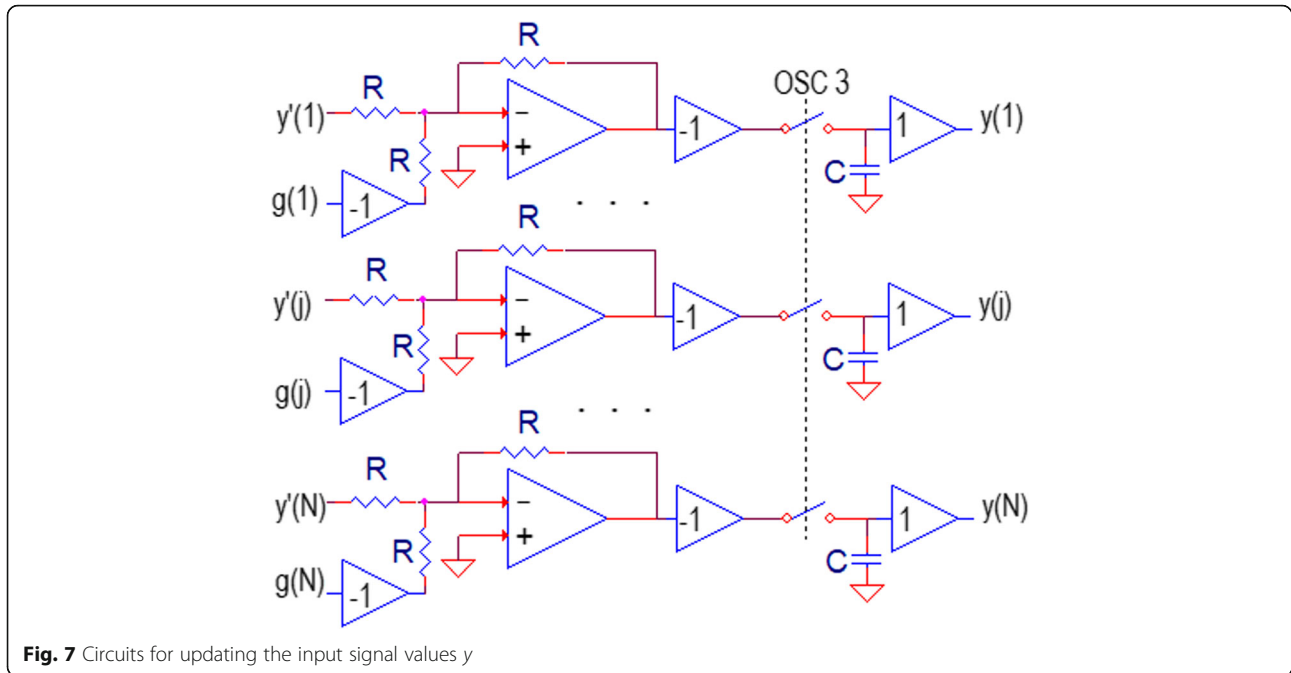 R
OSC 3
R
y'(1)
-
+
-1
1
y(1)
R
C
g(1)
-1
. . .
R
R
y'(j)
-
+
-1
1
y(j)
R
C
g(j)
-1
. . .
R
R
y'(N)
-
+
-1
1
y(N)
R
C
g(N)
-1
Fig. 7 Circuits for updating the input signal values y